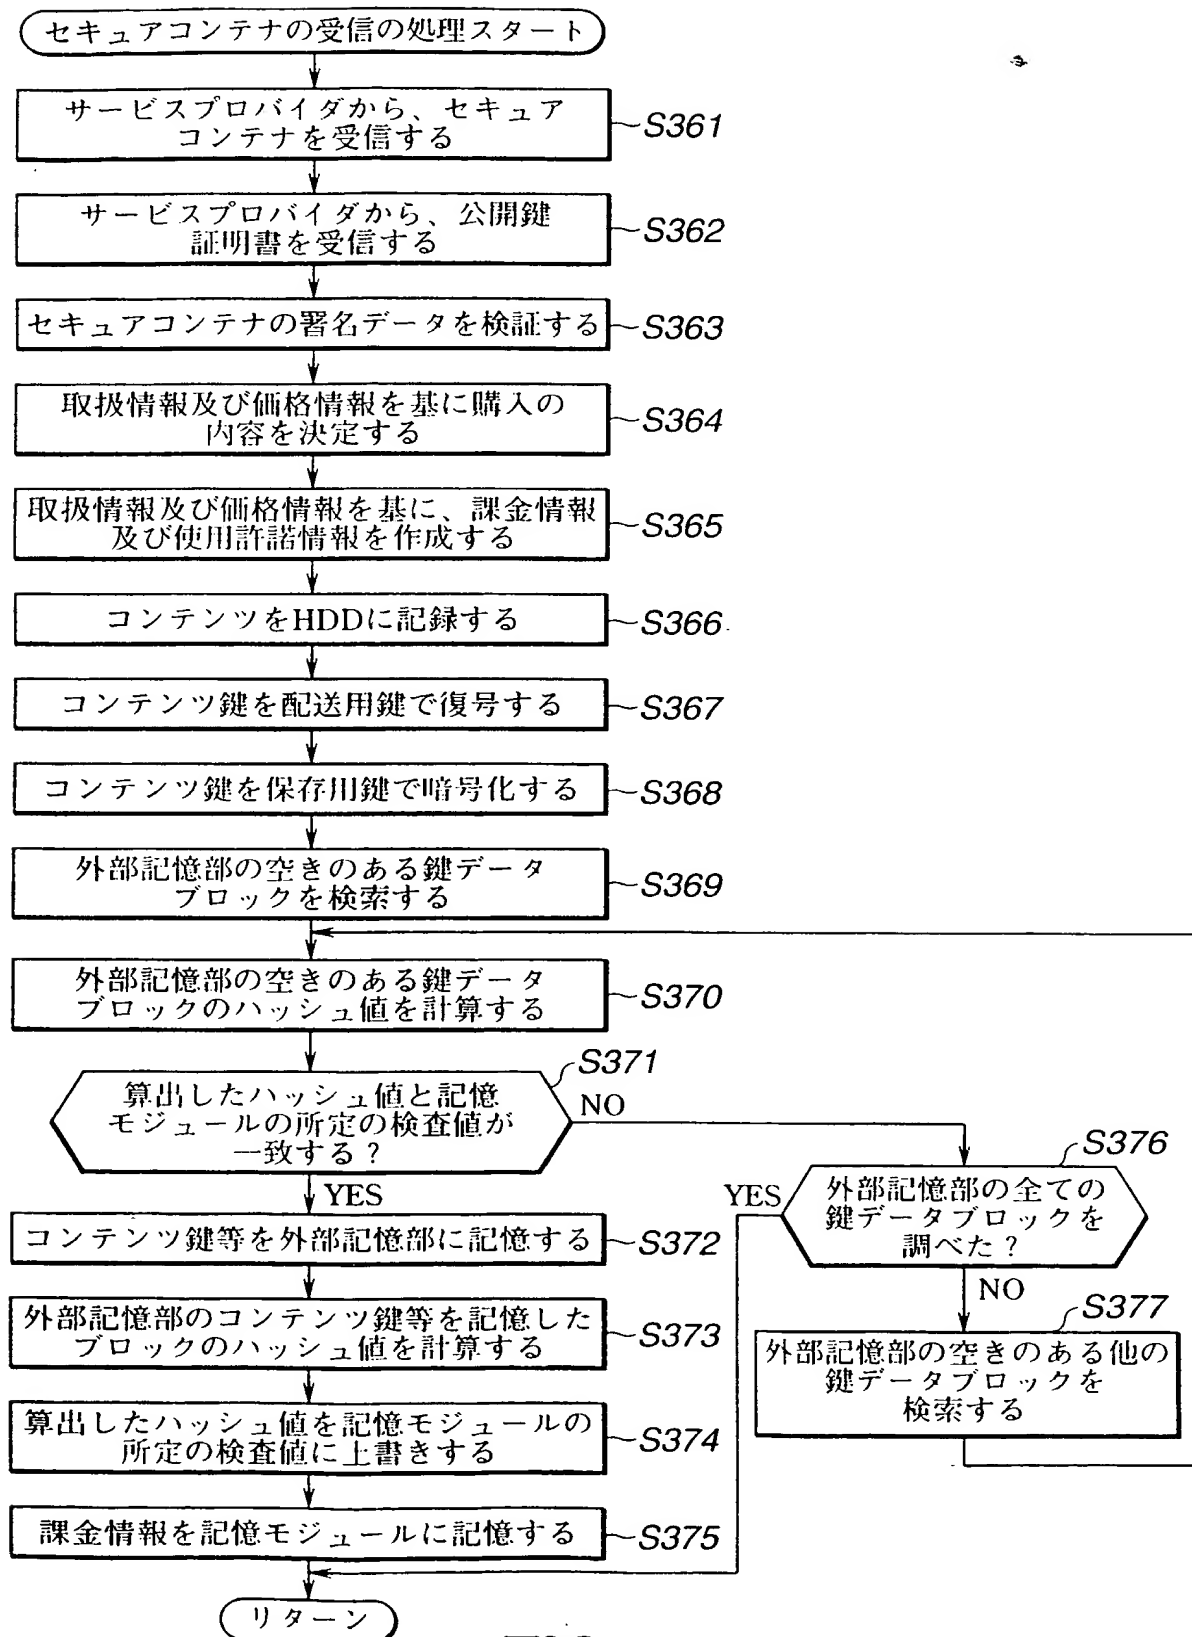 セキュアコンテナの受信の処理スタート
サービスプロバイダから、セキュア
コンテナを受信する
S361
サービスプロバイダから、公開鍵
証明書を受信する
S362
セキュアコンテナの署名データを検証する
S363
取扱情報及び価格情報を基に購入の
内容を決定する
S364
取扱情報及び価格情報を基に、課金情報
及び使用許諾情報を作成する
S365
コンテンツをHDDに記録する
S366
コンテンツ鍵を配送用鍵で復号する
S367
コンテンツ鍵を保存用鍵で暗号化する
S368
外部記憶部の空きのある鍵データ
ブロックを検索する
S369
外部記憶部の空きのある鍵データ
ブロックのハッシュ値を計算する
S370
S371
算出したハッシュ値と記憶
モジュールの所定の検査値が
一致する?
NO
YES
S376
外部記憶部の全ての
鍵データブロックを
調べた?
YES
NO
コンテンツ鍵等を外部記憶部に記憶する
S372
S377
外部記憶部の空きのある他の
鍵データブロックを
検索する
外部記憶部のコンテンツ鍵等を記憶した
ブロックのハッシュ値を計算する
S373
算出したハッシュ値を記憶モジュールの
所定の検査値に上書きする
S374
課金情報を記憶モジュールに記憶する
S375
リターン